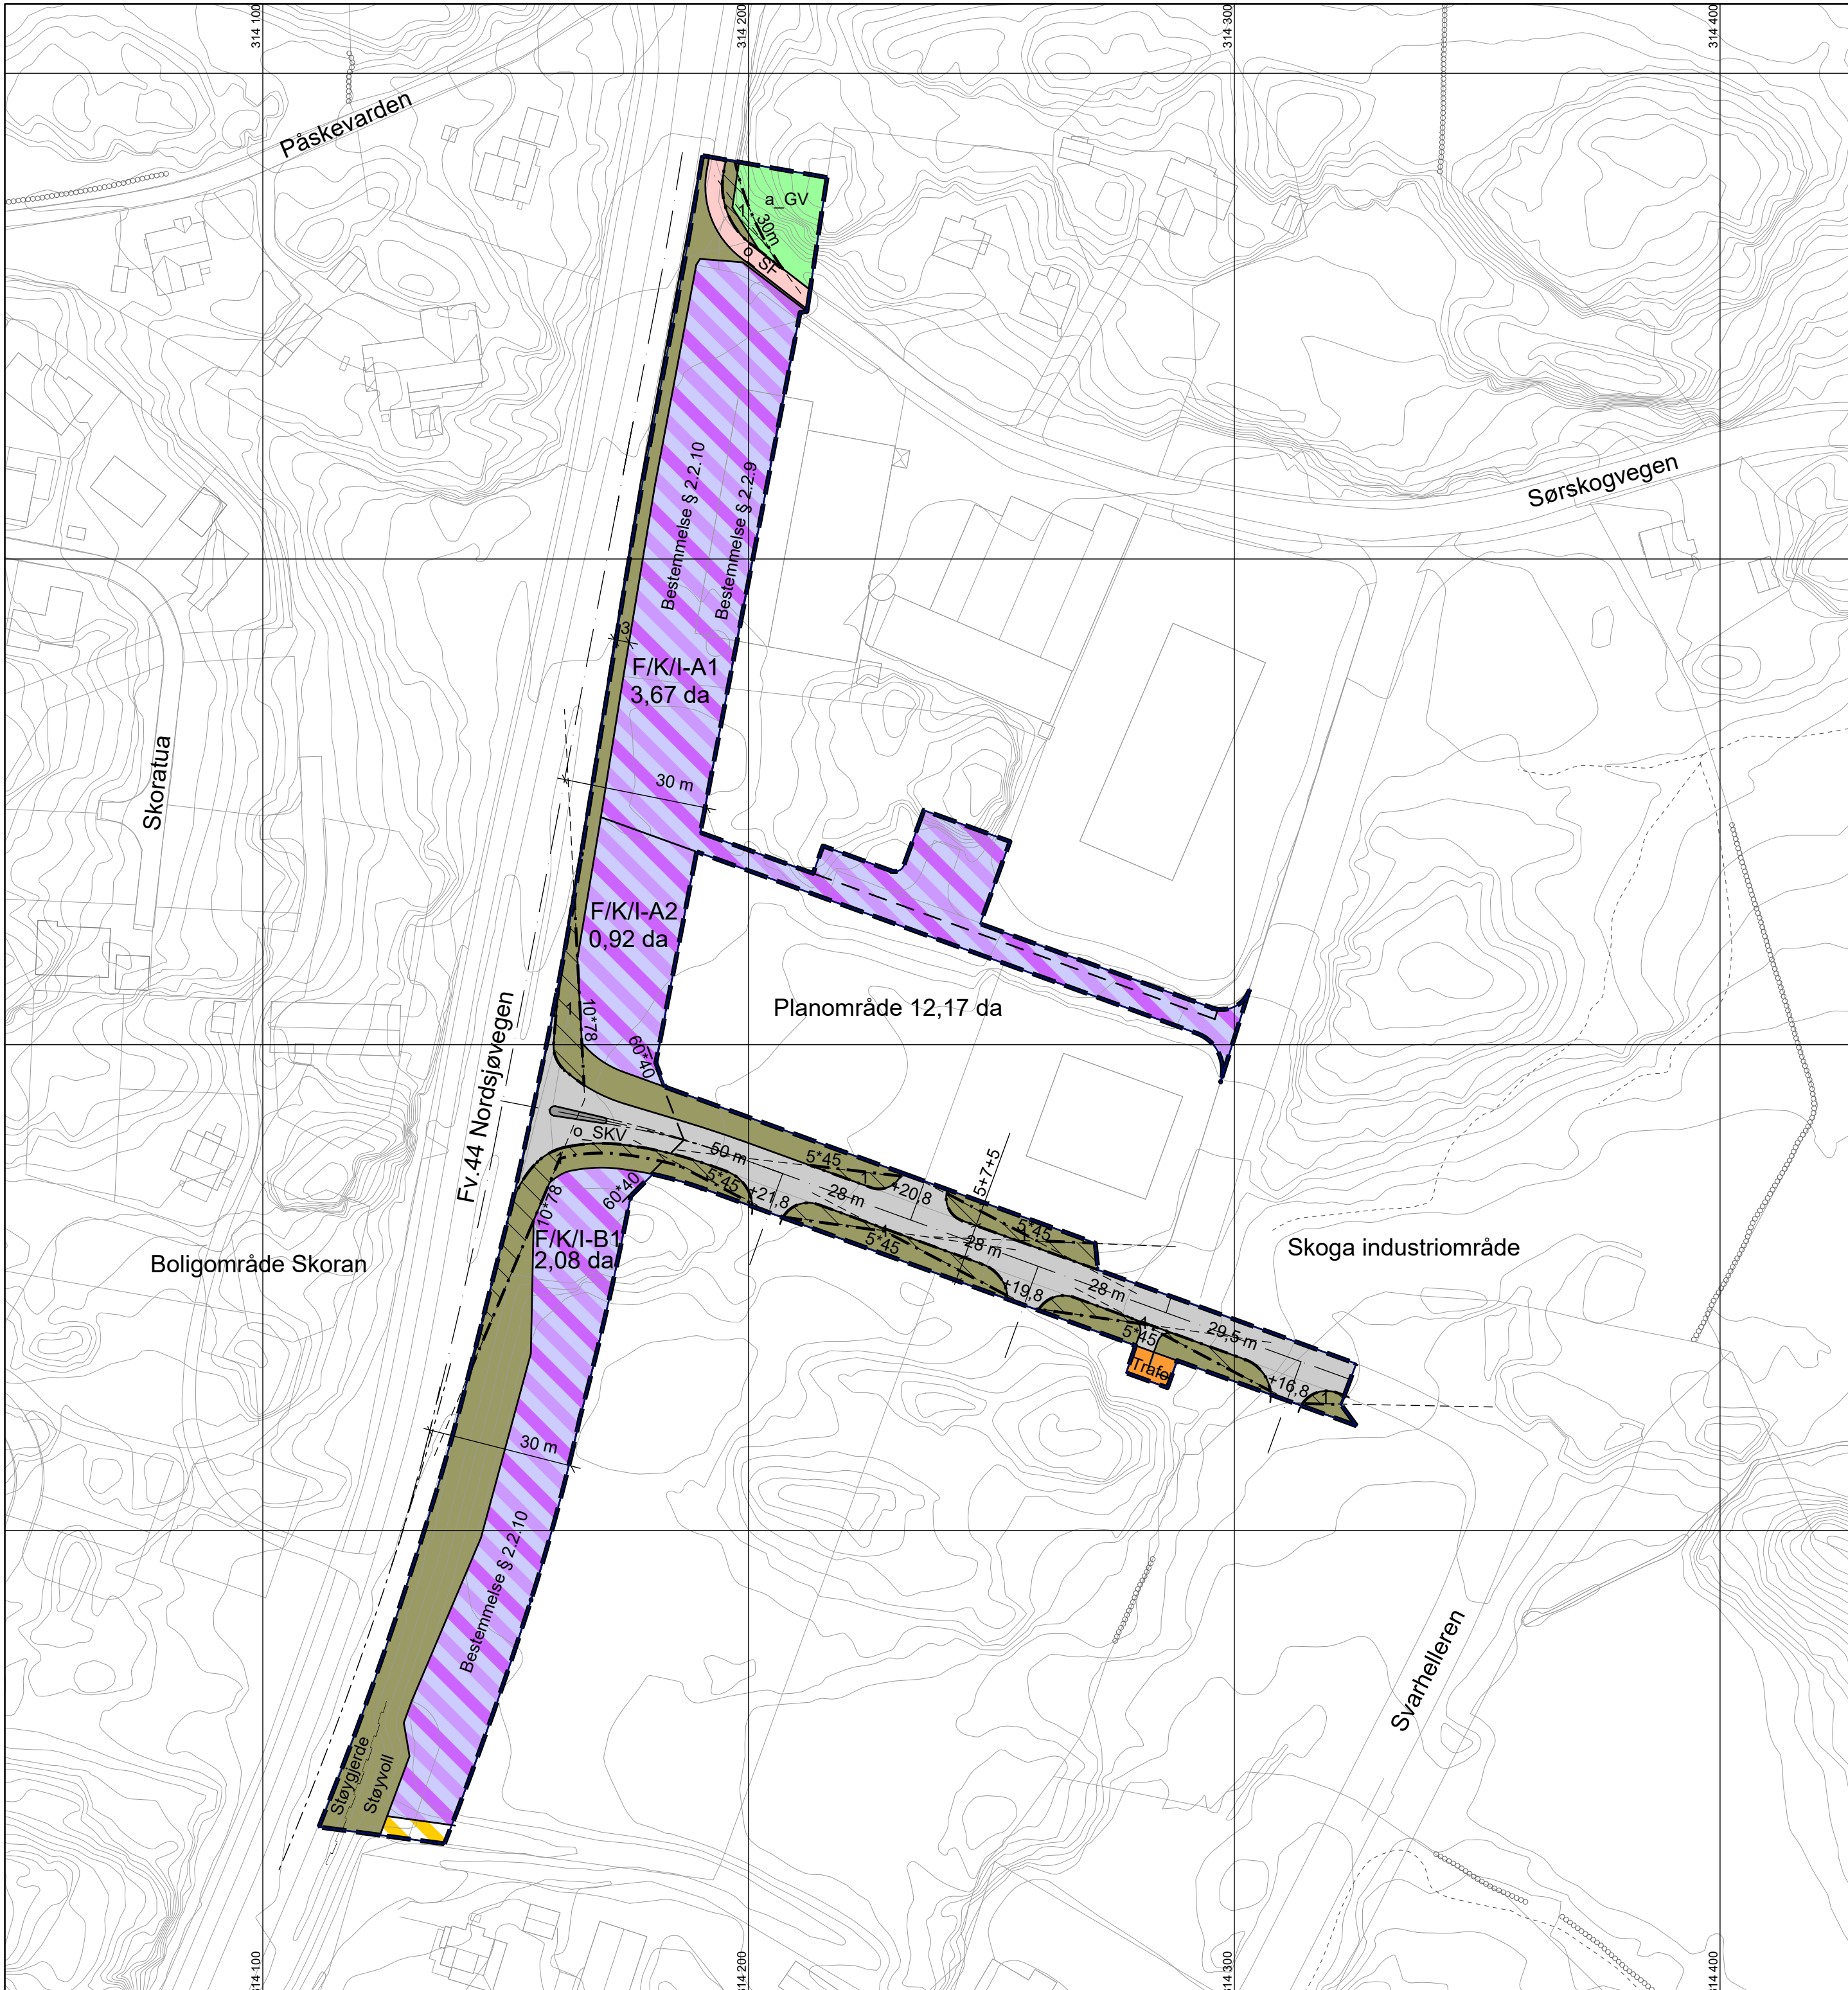 314 100
314 200
314 300
314 400
Påskevarden
a_GV
1
30m
o_SF
Sørskogvegen
Bestemmelse § 2.2.10
Bestemmelse § 2.2.9
3
F/K/I-A1
3,67 da
Skoratua
30 m
F/K/I-A2
0,92 da
Planområde 12,17 da
1
10*78
60*40
Fv.44 Nordsjøvegen
o_SKV
50 m
5*45
5*45
1
+20,8
5+7+5
+21,8
28 m
10*78
60*40
5*45
F/K/I-B1
2,08 da
5*45
28 m
Boligområde Skoran
Skoga industriområde
+19,8
28 m
29,5 m
5*45
Trafo
+16,8
1
30 m
Bestemmelse § 2.2.10
Svarhelleren
Støygjerde
Støyvoll
314 100
314 200
314 300
314 400